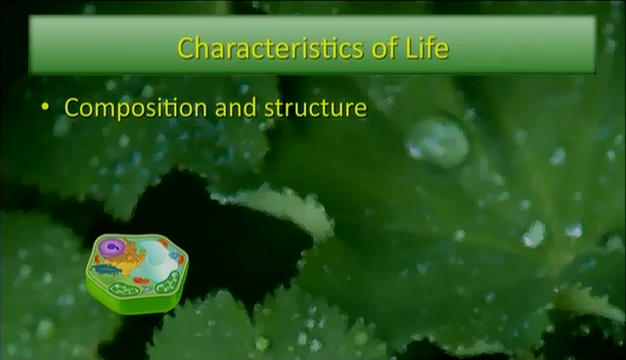 Characteristics of Life
• Composition and structure